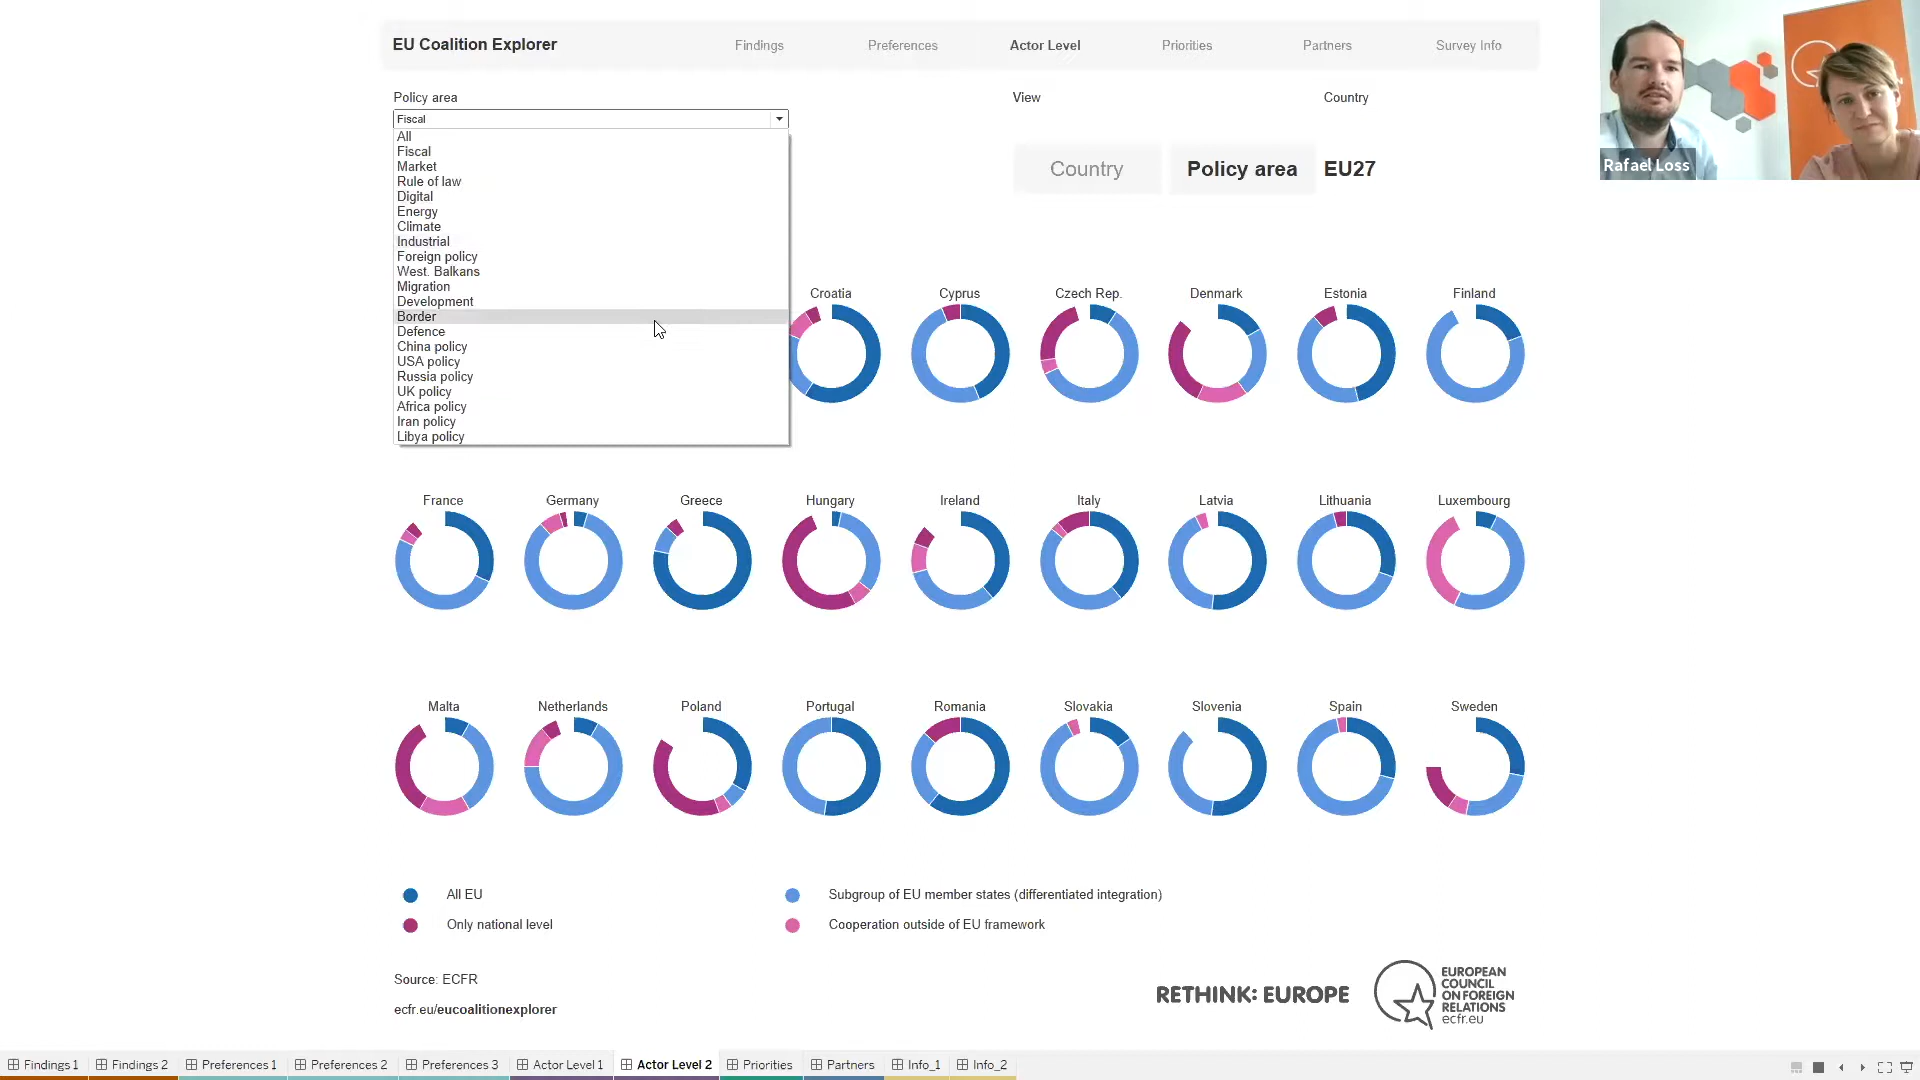 EU Coalition Explorer
Findings
Preferences
Actor Level
Priorities
Partners
Survey Info
Policy area
View
Country
Fiscal
All
Fiscal
Market
Rule of law
Digital
Energy
Climate
Industrial
Foreign policy
West. Balkans
Migration
Development
Border
Defence
China policy
USA policy
Russia policy
UK policy
Africa policy
Iran policy
Libya policy
Country
Policy area
EU27
Rafael Loss
Croatia
Cyprus
Czech Rep.
Denmark
Estonia
Finland
France
Germany
Greece
Hungary
Ireland
Italy
Latvia
Lithuania
Luxembourg
Malta
Netherlands
Poland
Portugal
Romania
Slovakia
Slovenia
Spain
Sweden
All EU
Subgroup of EU member states (differentiated integration)
Only national level
Cooperation outside of EU framework
Source: ECFR
ecfr.eu/eucoalitionexplorer
RETHINK: EUROPE
EUROPEAN
COUNCIL
ON FOREIGN
RELATIONS
ecfr.eu
Findings 1
Findings 2
Preferences 1
Preferences 2
Preferences 3
Actor Level 1
Actor Level 2
Priorities
Partners
Info_1
Info_2